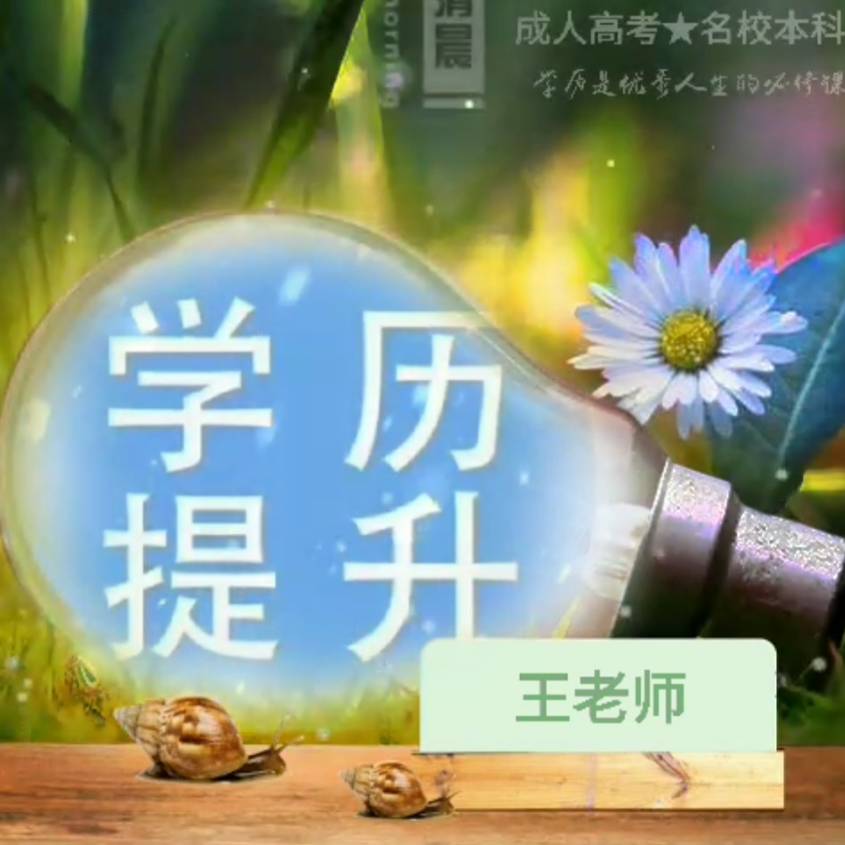 成人高考★名校本科
学历是优秀人生的必修课
morning
清晨
学历
提升
王老师